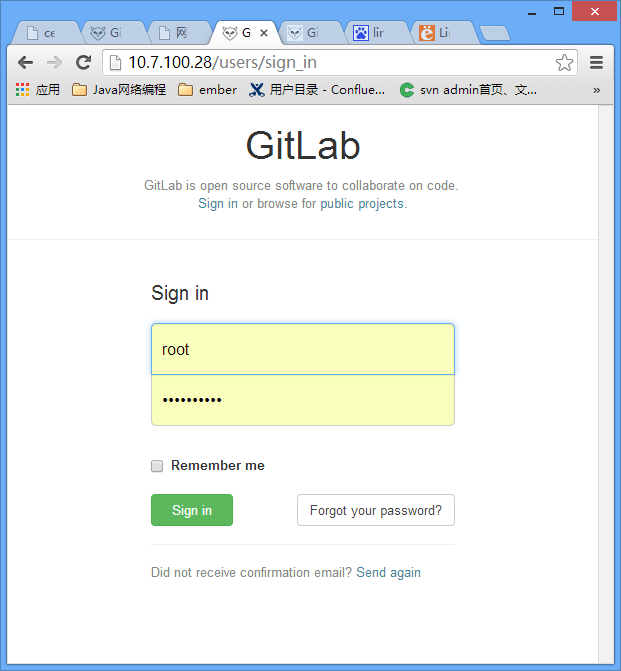 ce
Gi
网
G
Gi
lir
Li
10.7.100.28/users/sign_in
应用
Java网络编程
ember
用户目录 - Conflue...
svn admin首页、文...
»
GitLab
GitLab is open source software to collaborate on code.
Sign in or browse for public projects.
Sign in
root
••••••••••
Remember me
Sign in
Forgot your password?
Did not receive confirmation email? Send again